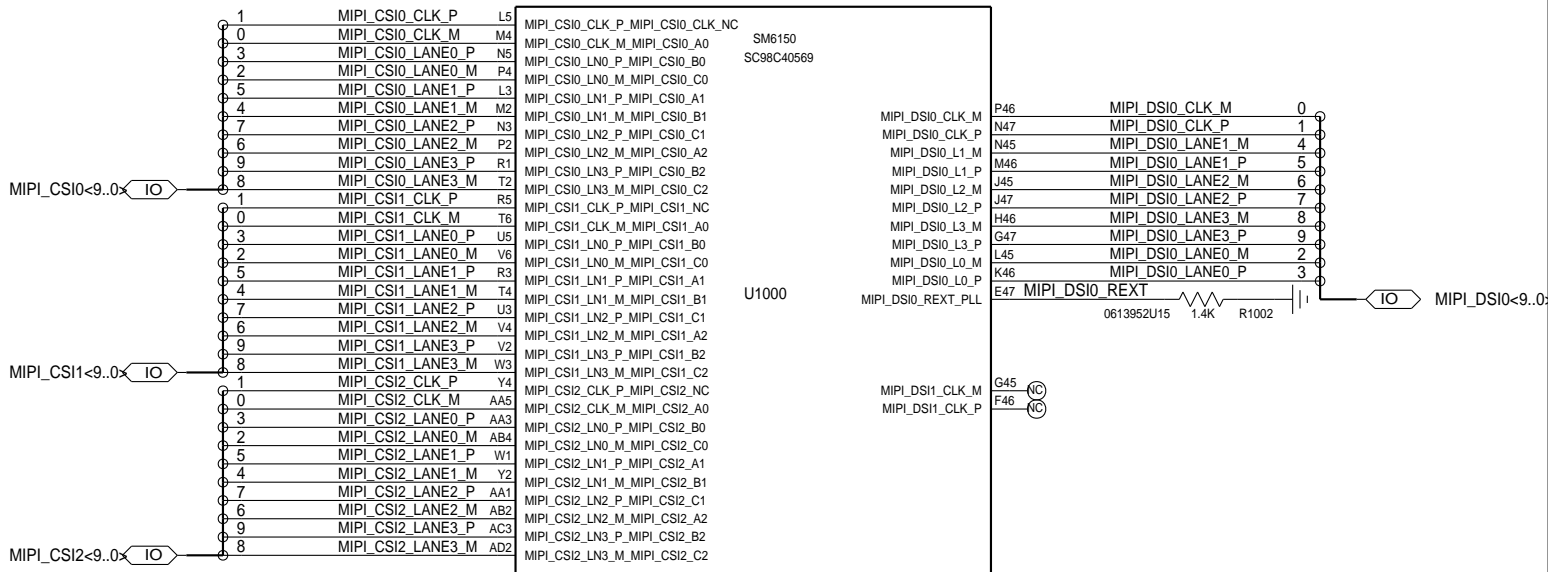 1 MIPI_CSI0_CLK_P L5 MIPI_CSI0_CLK_P_MIPI_CSI0_CLK_NC
0 MIPI_CSI0_CLK_M M4 MIPI_CSI0_CLK_M_MIPI_CSI0_A0
3 MIPI_CSI0_LANE0_P N5 MIPI_CSI0_LN0_P_MIPI_CSI0_B0
2 MIPI_CSI0_LANE0_M P4 MIPI_CSI0_LN0_M_MIPI_CSI0_C0
5 MIPI_CSI0_LANE1_P L3 MIPI_CSI0_LN1_P_MIPI_CSI0_A1
4 MIPI_CSI0_LANE1_M M2 MIPI_CSI0_LN1_M_MIPI_CSI0_B1
7 MIPI_CSI0_LANE2_P N3 MIPI_CSI0_LN2_P_MIPI_CSI0_C1
6 MIPI_CSI0_LANE2_M P2 MIPI_CSI0_LN2_M_MIPI_CSI0_A2
9 MIPI_CSI0_LANE3_P R1 MIPI_CSI0_LN3_P_MIPI_CSI0_B2
8 MIPI_CSI0_LANE3_M T2 MIPI_CSI0_LN3_M_MIPI_CSI0_C2
MIPI_CSI0<9..0> IO
1 MIPI_CSI1_CLK_P R5 MIPI_CSI1_CLK_P_MIPI_CSI1_NC
0 MIPI_CSI1_CLK_M T6 MIPI_CSI1_CLK_M_MIPI_CSI1_A0
3 MIPI_CSI1_LANE0_P U5 MIPI_CSI1_LN0_P_MIPI_CSI1_B0
2 MIPI_CSI1_LANE0_M V6 MIPI_CSI1_LN0_M_MIPI_CSI1_C0
5 MIPI_CSI1_LANE1_P R3 MIPI_CSI1_LN1_P_MIPI_CSI1_A1
4 MIPI_CSI1_LANE1_M T4 MIPI_CSI1_LN1_M_MIPI_CSI1_B1
7 MIPI_CSI1_LANE2_P U3 MIPI_CSI1_LN2_P_MIPI_CSI1_C1
6 MIPI_CSI1_LANE2_M V4 MIPI_CSI1_LN2_M_MIPI_CSI1_A2
9 MIPI_CSI1_LANE3_P V2 MIPI_CSI1_LN3_P_MIPI_CSI1_B2
8 MIPI_CSI1_LANE3_M W3 MIPI_CSI1_LN3_M_MIPI_CSI1_C2
MIPI_CSI1<9..0> IO
1 MIPI_CSI2_CLK_P Y4 MIPI_CSI2_CLK_P_MIPI_CSI2_NC
0 MIPI_CSI2_CLK_M AA5 MIPI_CSI2_CLK_M_MIPI_CSI2_A0
3 MIPI_CSI2_LANE0_P AA3 MIPI_CSI2_LN0_P_MIPI_CSI2_B0
2 MIPI_CSI2_LANE0_M AB4 MIPI_CSI2_LN0_M_MIPI_CSI2_C0
5 MIPI_CSI2_LANE1_P W1 MIPI_CSI2_LN1_P_MIPI_CSI2_A1
4 MIPI_CSI2_LANE1_M Y2 MIPI_CSI2_LN1_M_MIPI_CSI2_B1
7 MIPI_CSI2_LANE2_P AA1 MIPI_CSI2_LN2_P_MIPI_CSI2_C1
6 MIPI_CSI2_LANE2_M AB2 MIPI_CSI2_LN2_M_MIPI_CSI2_A2
9 MIPI_CSI2_LANE3_P AC3 MIPI_CSI2_LN3_P_MIPI_CSI2_B2
8 MIPI_CSI2_LANE3_M AD2 MIPI_CSI2_LN3_M_MIPI_CSI2_C2
MIPI_CSI2<9..0> IO
SM6150
SC98C40569
U1000
MIPI_DSI0_CLK_M P46 MIPI_DSI0_CLK_M 0
MIPI_DSI0_CLK_P N47 MIPI_DSI0_CLK_P 1
MIPI_DSI0_L1_M N45 MIPI_DSI0_LANE1_M 4
MIPI_DSI0_L1_P M46 MIPI_DSI0_LANE1_P 5
MIPI_DSI0_L2_M J45 MIPI_DSI0_LANE2_M 6
MIPI_DSI0_L2_P J47 MIPI_DSI0_LANE2_P 7
MIPI_DSI0_L3_M H46 MIPI_DSI0_LANE3_M 8
MIPI_DSI0_L3_P G47 MIPI_DSI0_LANE3_P 9
MIPI_DSI0_L0_M L45 MIPI_DSI0_LANE0_M 2
MIPI_DSI0_L0_P K46 MIPI_DSI0_LANE0_P 3
MIPI_DSI0_REXT_PLL E47 MIPI_DSI0_REXT
0613952U15 1.4K R1002
IO MIPI_DSI0<9..0>
MIPI_DSI1_CLK_M G45 NC
MIPI_DSI1_CLK_P F46 NC